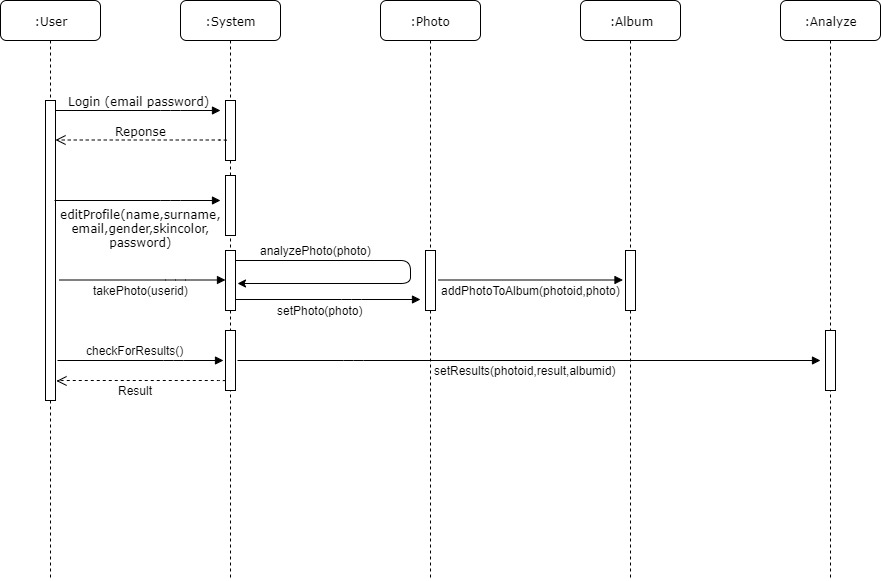 :User
:System
:Photo
:Album
:Analyze
Login (email password)
Reponse
editProfile(name,surname,
email,gender,skincolor,
password)
analyzePhoto(photo)
takePhoto(userid)
addPhotoToAlbum(photoid,photo)
setPhoto(photo)
checkForResults()
setResults(photoid,result,albumid)
Result